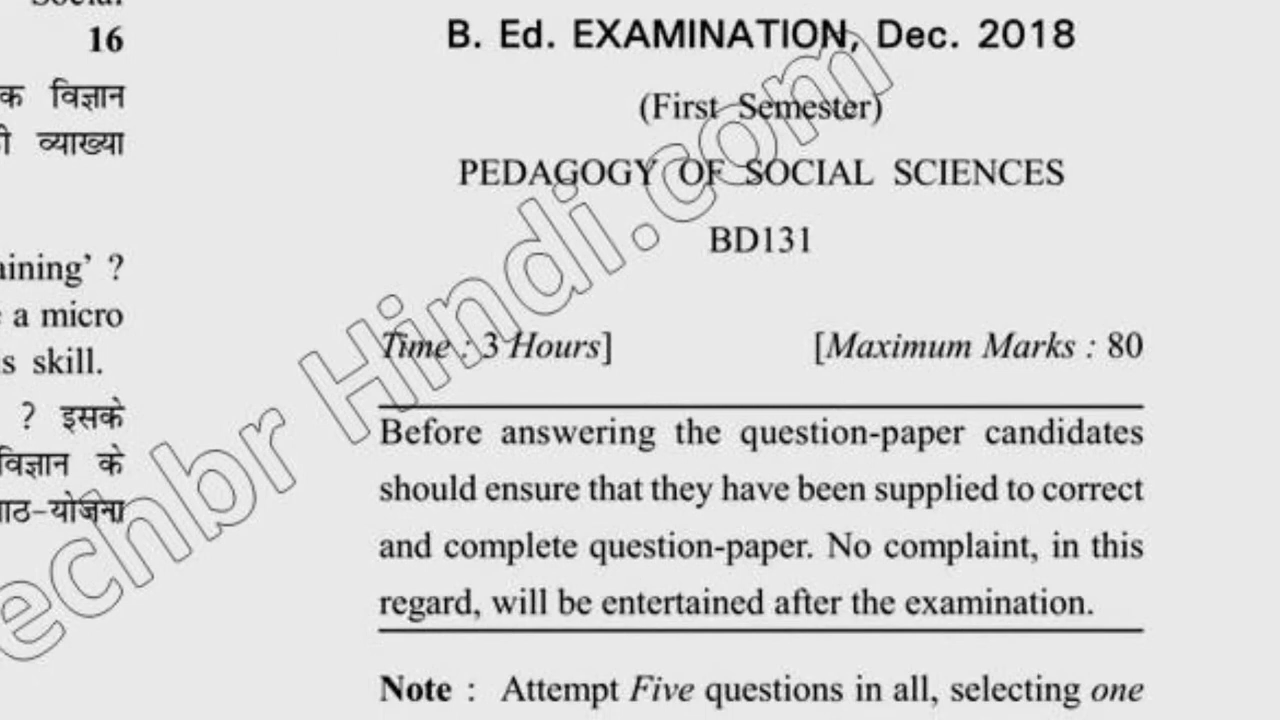 16
विज्ञान
व्याख्या
?
a micro
skill.
? इसके
के
B. Ed. EXAMINATION, Dec. 2018
(First Semester)
PEDAGOGY OF SOCIAL SCIENCES
BD131
Time : 3 Hours] [Maximum Marks : 80
Before answering the question-paper candidates
should ensure that they have been supplied to correct
and complete question-paper. No complaint, in this
regard, will be entertained after the examination.
Note : Attempt Five questions in all, selecting one
echbr Hindi.com